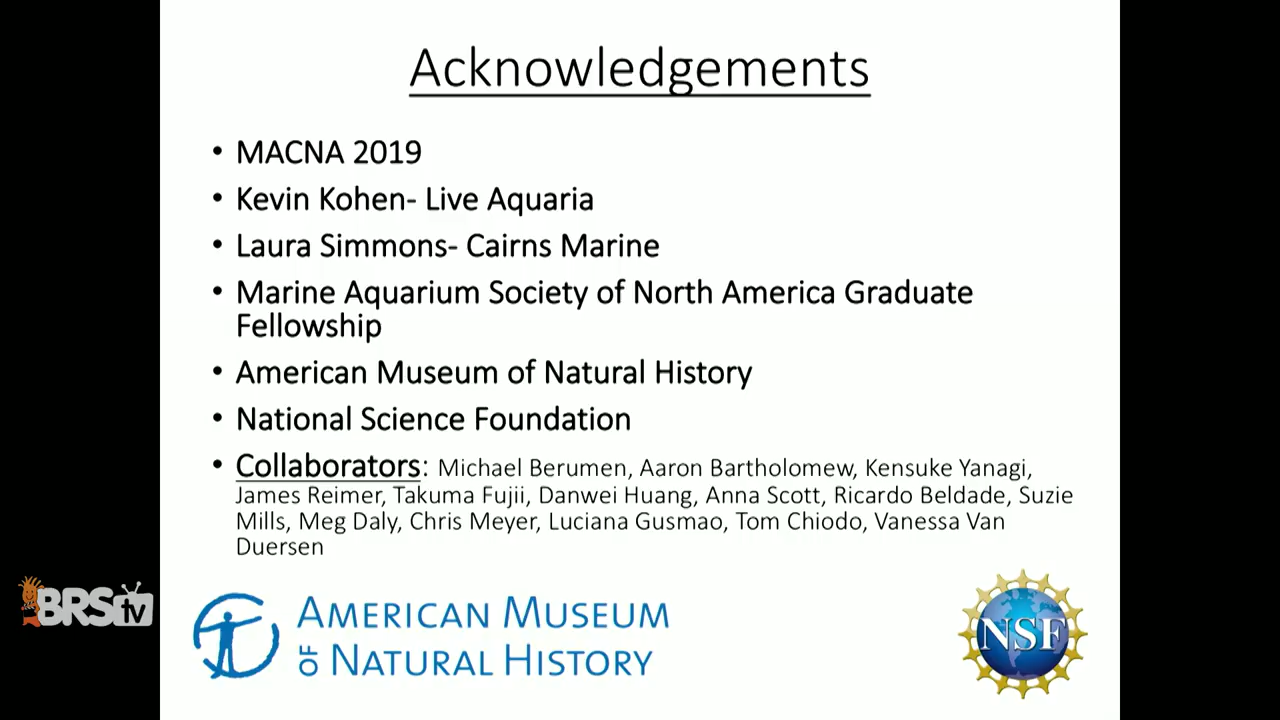 Acknowledgements
• MACNA 2019
• Kevin Kohen- Live Aquaria
• Laura Simmons- Cairns Marine
• Marine Aquarium Society of North America Graduate
Fellowship
• American Museum of Natural History
• National Science Foundation
• Collaborators: Michael Berumen, Aaron Bartholomew, Kensuke Yanagi,
James Reimer, Takuma Fujii, Danwei Huang, Anna Scott, Ricardo Beldade, Suzie
Mills, Meg Daly, Chris Meyer, Luciana Gusmao, Tom Chiodo, Vanessa Van
Duersen
BRStv
AMERICAN MUSEUM
OF NATURAL HISTORY
NSF